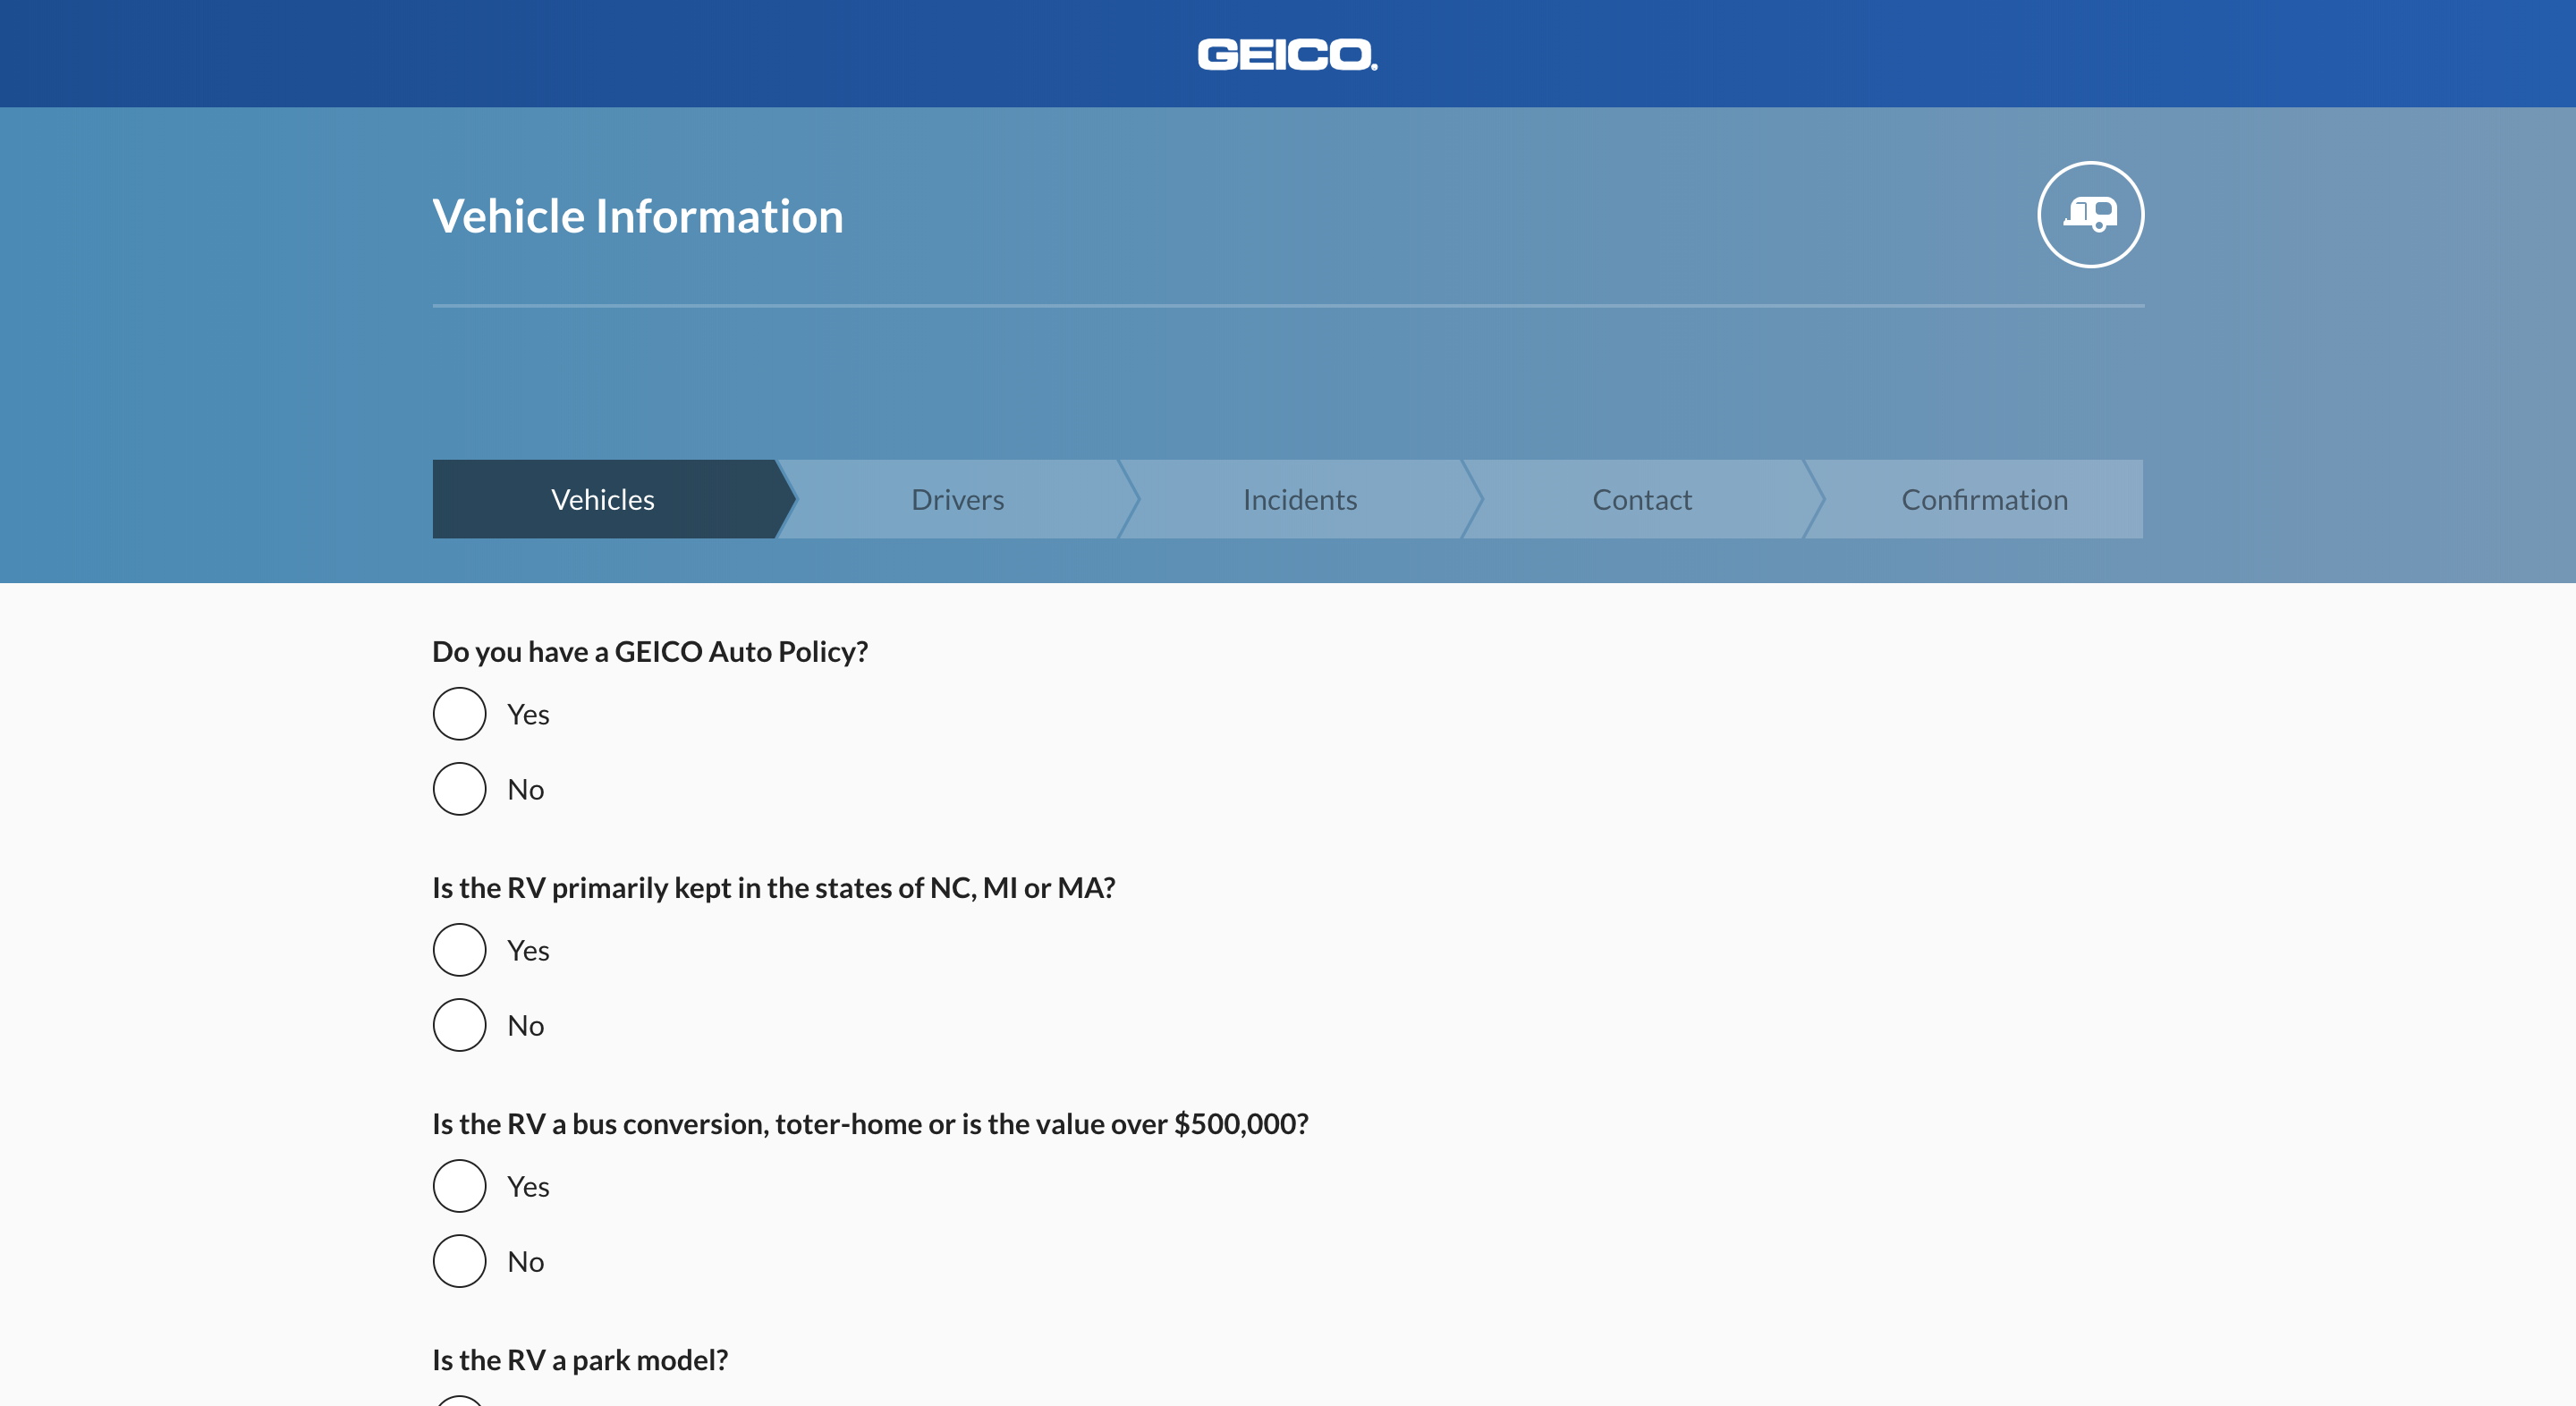 GEICO.
Vehicle Information
Vehicles
Drivers
Incidents
Contact
Confirmation
Do you have a GEICO Auto Policy?
Yes
No
Is the RV primarily kept in the states of NC, MI or MA?
Yes
No
Is the RV a bus conversion, toter-home or is the value over $500,000?
Yes
No
Is the RV a park model?